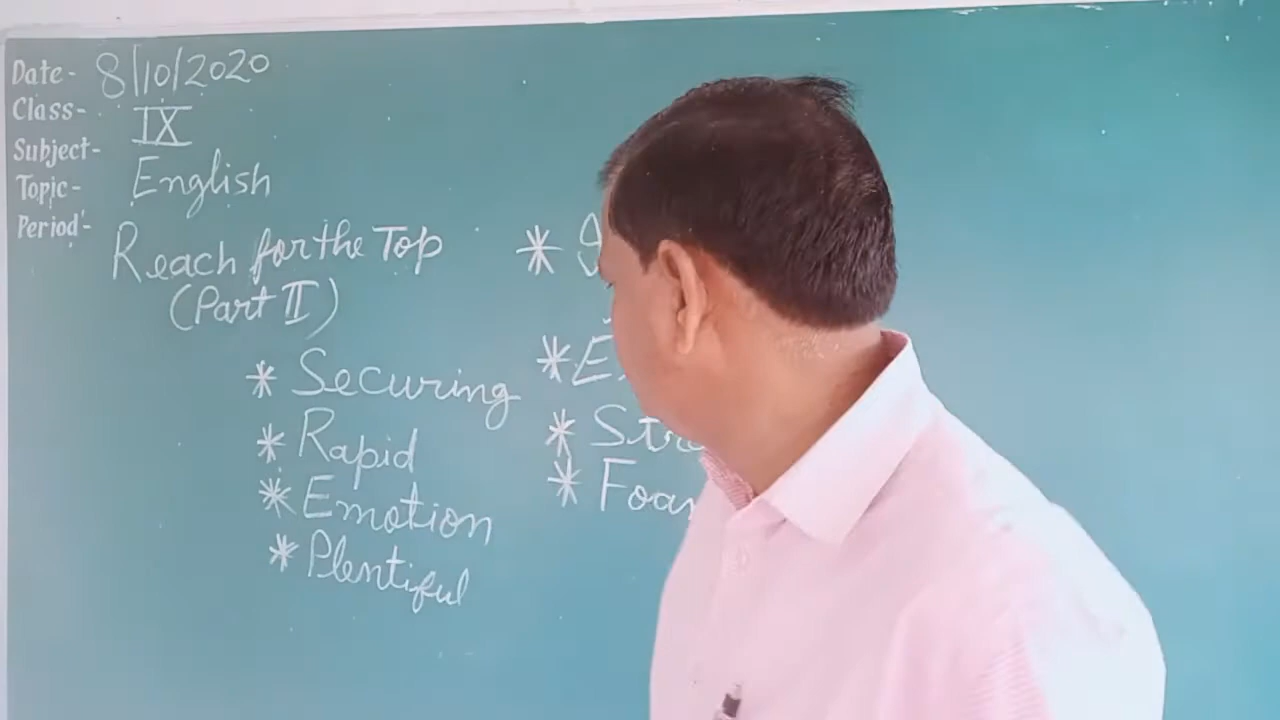 Date- 8/10/2020
Class- IX
Subject- English
Topic-
Period-
Reach for the Top
(Part II)
* Securing
* Rapid
* Emotion
* Plentiful
*
*
*
*